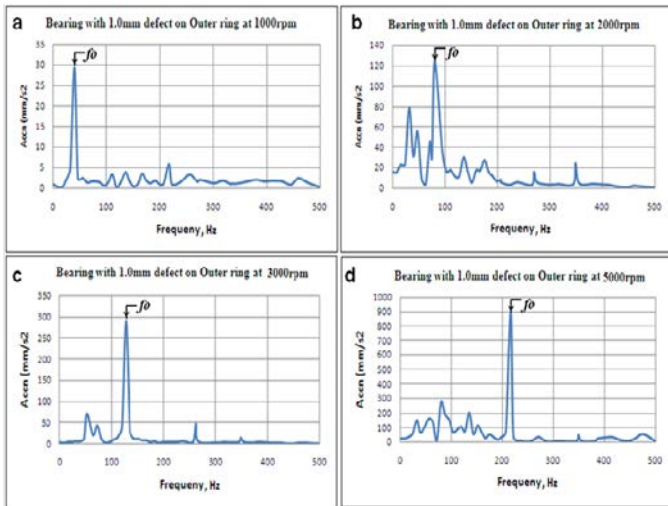 a
Bearing with 1.0mm defect on Outer ring at 1000rpm
fo
Accn (mm/s2
35
30
25
20
15
10
5
0
0 100 200 300 400 500
Frequeny, Hz
b
Bearing with 1.0mm defect on Outer ring at 2000rpm
fo
Accn (mm/s2
140
120
100
80
60
40
20
0
0 100 200 300 400 500
Frequeny, Hz
c
Bearing with 1.0mm defect on Outer ring at 3000rpm
fo
Accn (mm/s2
350
300
250
200
150
100
50
0
0 100 200 300 400 500
Frequeny, Hz
d
Bearing with 1.0mm defect on Outer ring at 5000rpm
fo
Accn (mm/s2
1000
900
800
700
600
500
400
300
200
100
0
0 100 200 300 400 500
Frequeny, Hz